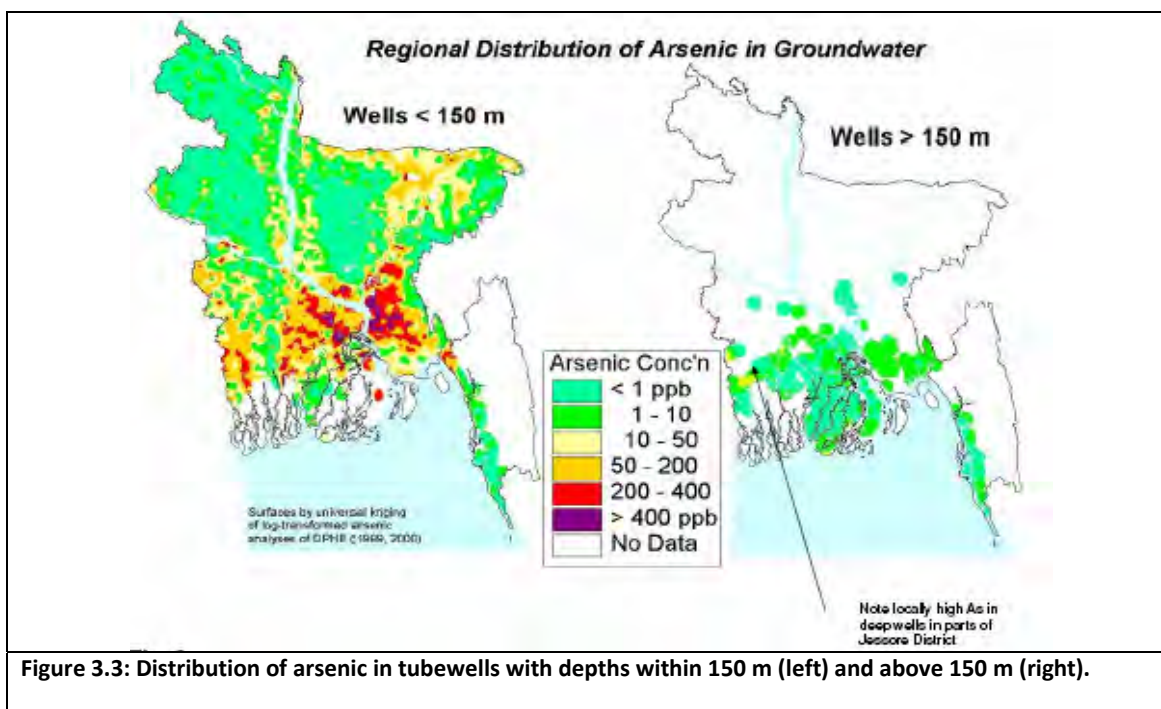 Regional Distribution of Arsenic in Groundwater
Wells < 150 m
Wells > 150 m
Arsenic Conc'n
< 1 ppb
1 - 10
10 - 50
50 - 200
200 - 400
> 400 ppb
No Data
Surfaces by universal kriging
of log-transformed arsenic
analyses of DPHE (1999, 2000)
Note locally high As in
deep wells in parts of
Jessore District
Figure 3.3: Distribution of arsenic in tubewells with depths within 150 m (left) and above 150 m (right).